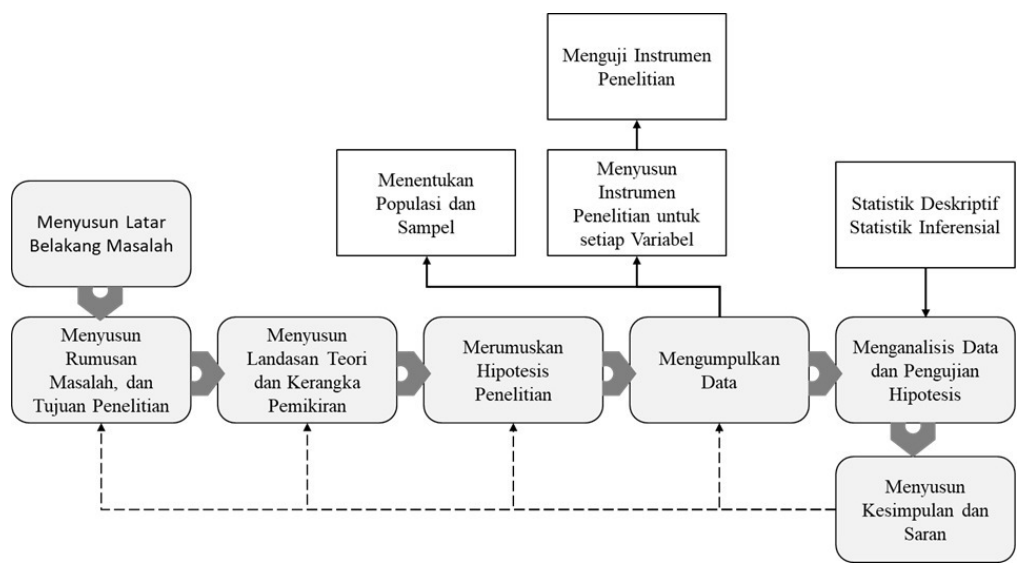 Menguji Instrumen
Penelitian
Menentukan
Populasi dan
Sampel
Menyusun
Instrumen
Penelitian untuk
setiap Variabel
Statistik Deskriptif
Statistik Inferensial
Menyusun Latar
Belakang Masalah
Menyusun
Rumusan
Masalah, dan
Tujuan Penelitian
Menyusun
Landasan Teori
dan Kerangka
Pemikiran
Merumuskan
Hipotesis
Penelitian
Mengumpulkan
Data
Menganalisis Data
dan Pengujian
Hipotesis
Menyusun
Kesimpulan dan
Saran